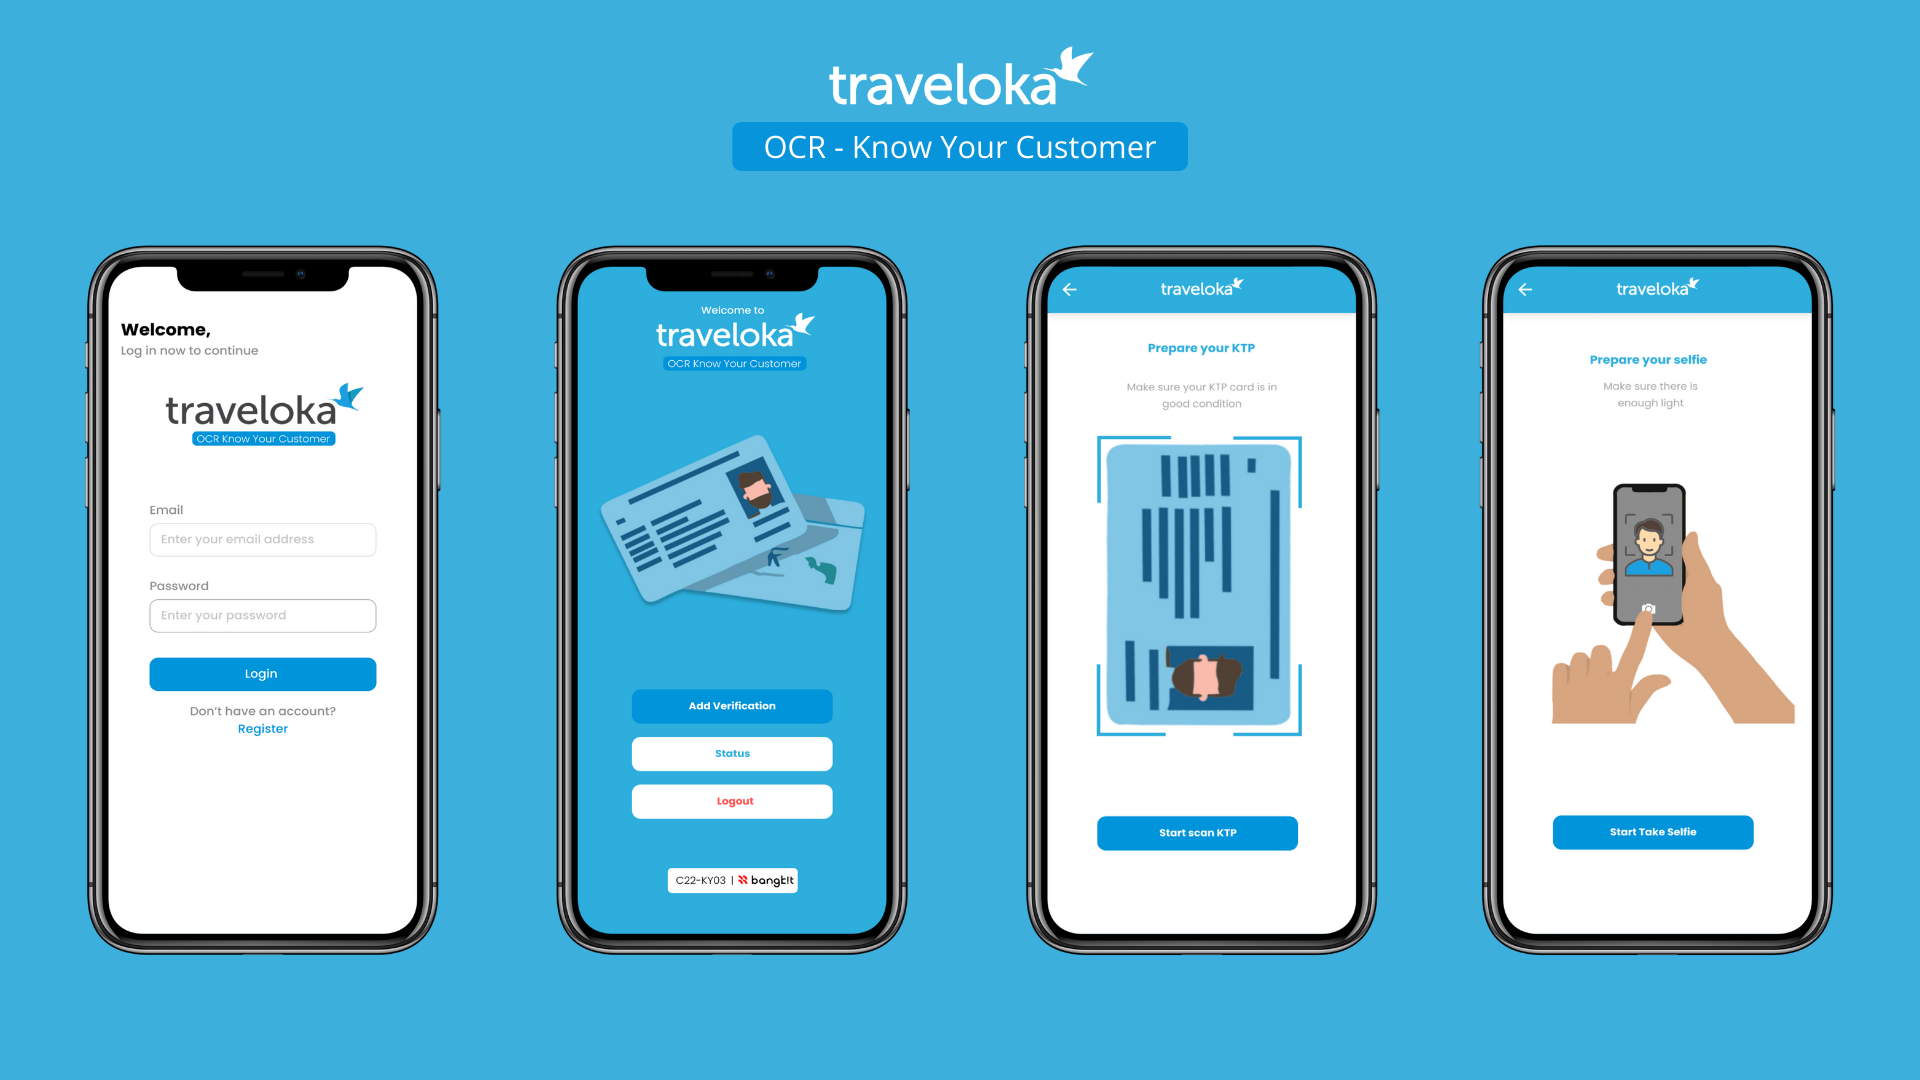 traveloka
OCR - Know Your Customer
Welcome,
Log in now to continue
traveloka
OCR Know Your Customer
Email
Enter your email address
Password
Enter your password
Login
Don't have an account?
Register
Welcome to
traveloka
OCR Know Your Customer
Add Verification
Status
Logout
C22-KY03 | bangk!t
traveloka
Prepare your KTP
Make sure your KTP card is in
good condition
Start scan KTP
traveloka
Prepare your selfie
Make sure there is
enough light
Start Take Selfie